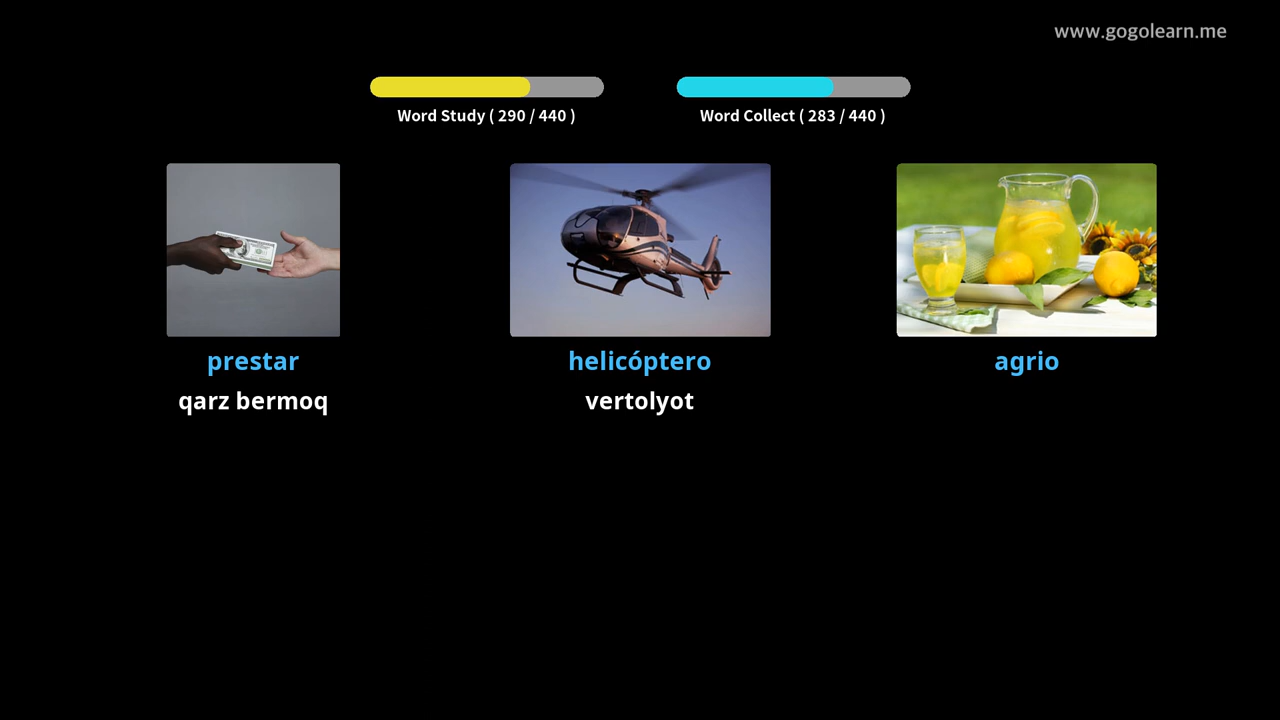 www.gogolearn.me
Word Study ( 290 / 440 )
Word Collect ( 283 / 440 )
prestar
helicóptero
agrio
qarz bermoq
vertolyot